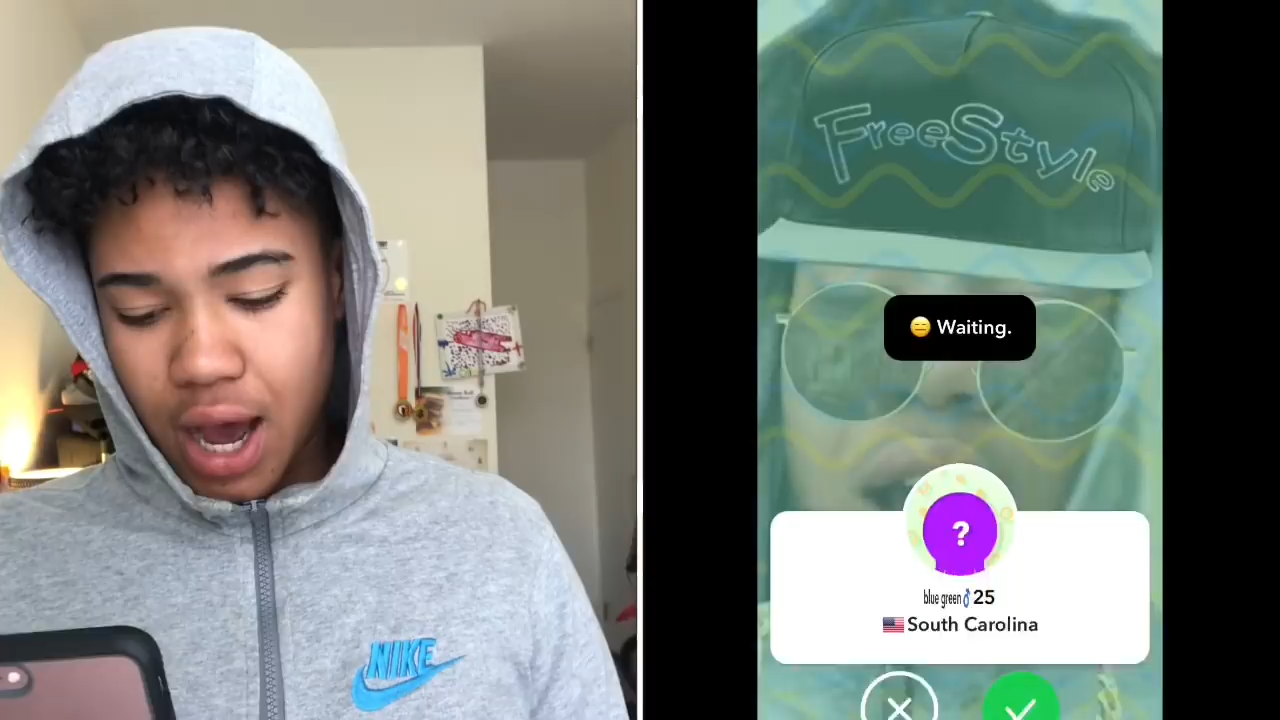 FreeStyle
😑 Waiting.
?
blue green 25
South Carolina
NIKE